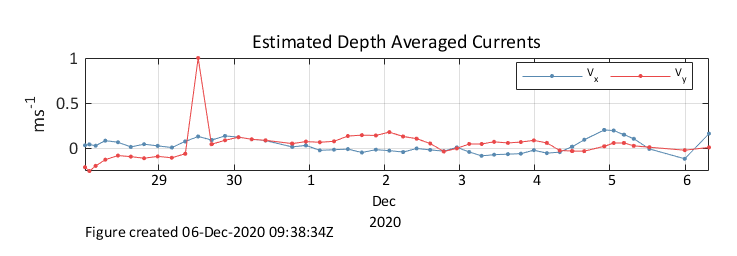 Estimated Depth Averaged Currents
1
0.5
0
ms-1
Vx Vy
29 30 1 2 3 4 5 6
Dec
2020
Figure created 06-Dec-2020 09:38:34Z